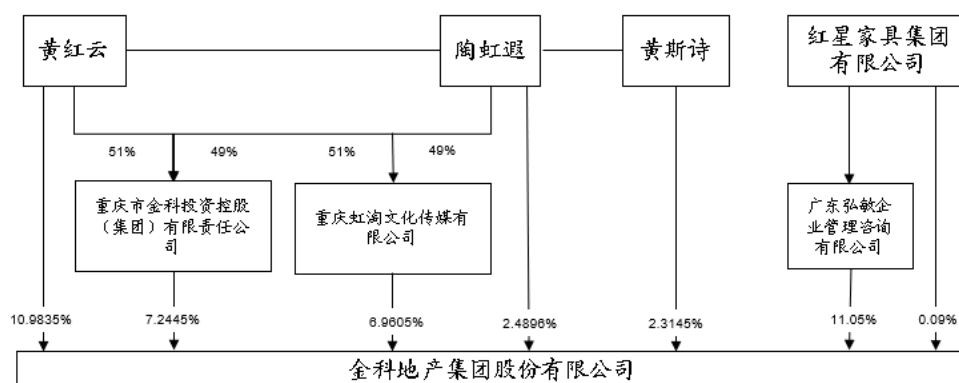 黄红云
陶虹遐
黄斯诗
红星家具集团
有限公司
51%
49%
51%
49%
重庆市金科投资控股
（集团）有限责任公
司
重庆虹淘文化传媒有
限公司
广东弘敏企
业管理咨询
有限公司
10.9835%
7.2445%
6.9605%
2.4896%
2.3145%
11.05%
0.09%
金科地产集团股份有限公司